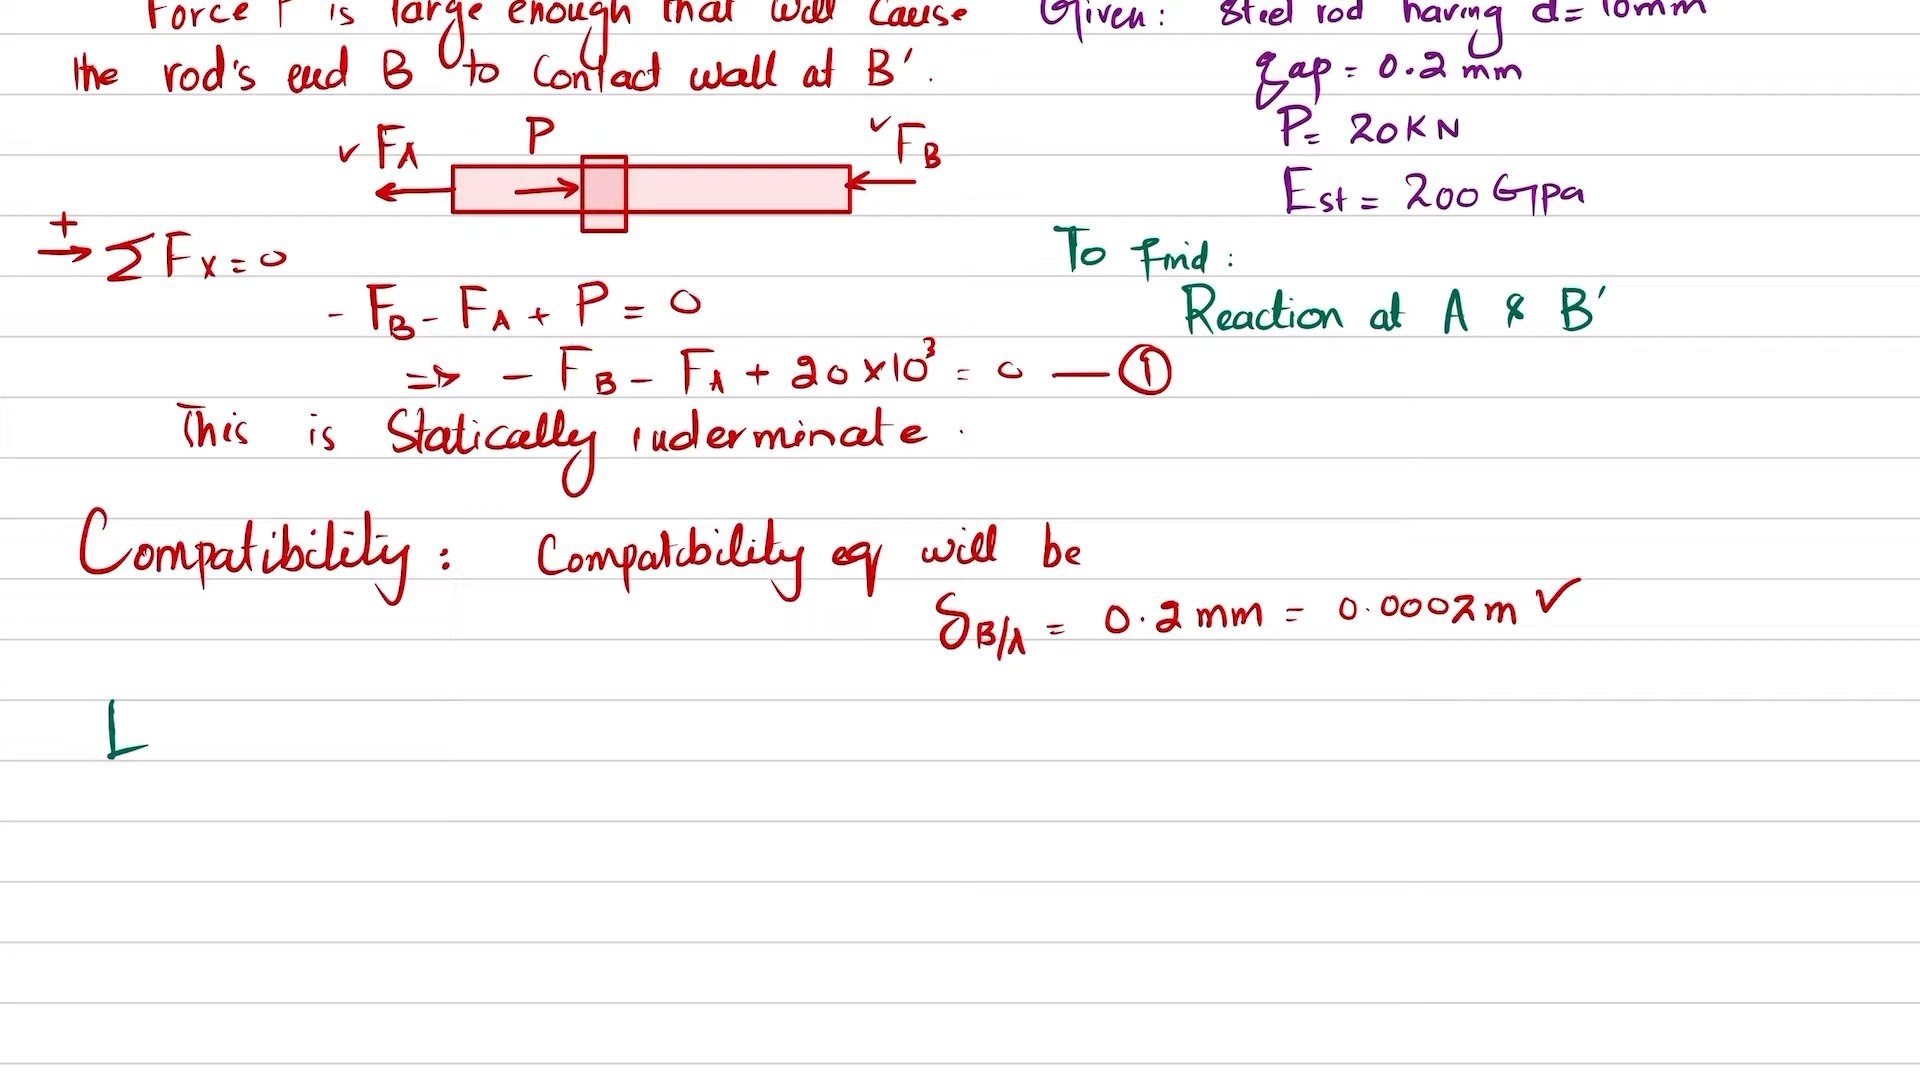 Force P is large enough that will cause
the rod's end B to Contact wall at B'.
Given: Steel rod having d= 10mm
gap = 0.2 mm
P= 20KN
Est = 200 Gpa
To Find:
Reaction at A & B'
✓ FA P ✓ FB
+→ ΣFx=0
- FB - FA + P = 0
=> - FB - FA + 20 x10³ = 0 — ①
This is Statically inderminate.
Compatibility: Compatibility eq will be
δB/A = 0.2 mm = 0.0002m ✓
L